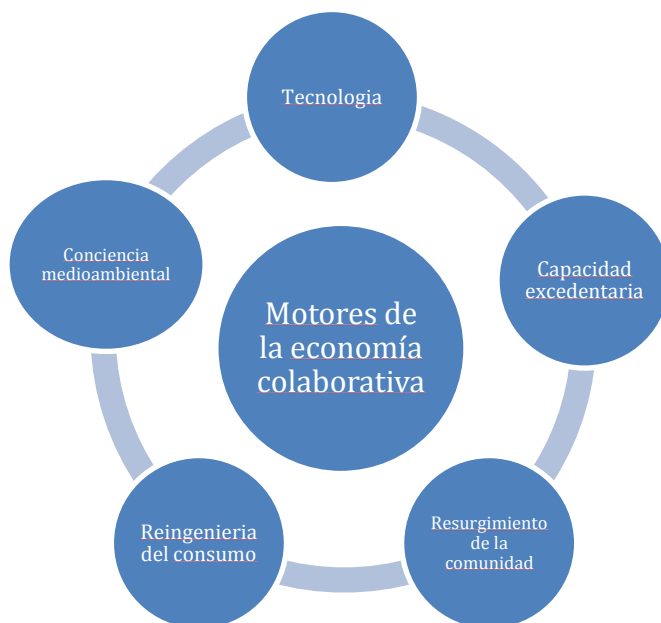 Tecnologia
Capacidad
excedentaria
Resurgimiento
de la
comunidad
Reingenieria
del consumo
Conciencia
medioambiental
Motores de
la economía
colaborativa